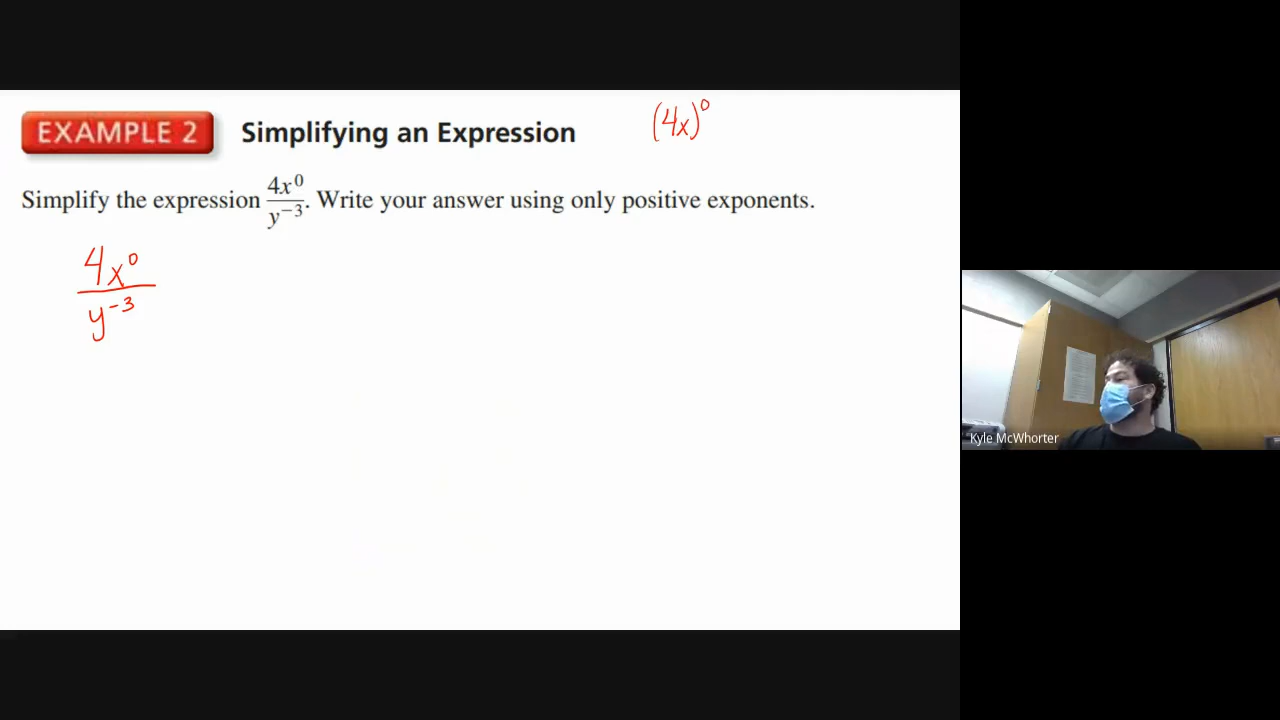 EXAMPLE 2 Simplifying an Expression (4x)⁰
Simplify the expression 4x⁰/y⁻³. Write your answer using only positive exponents.
4x⁰
y⁻³
Kyle McWhorter